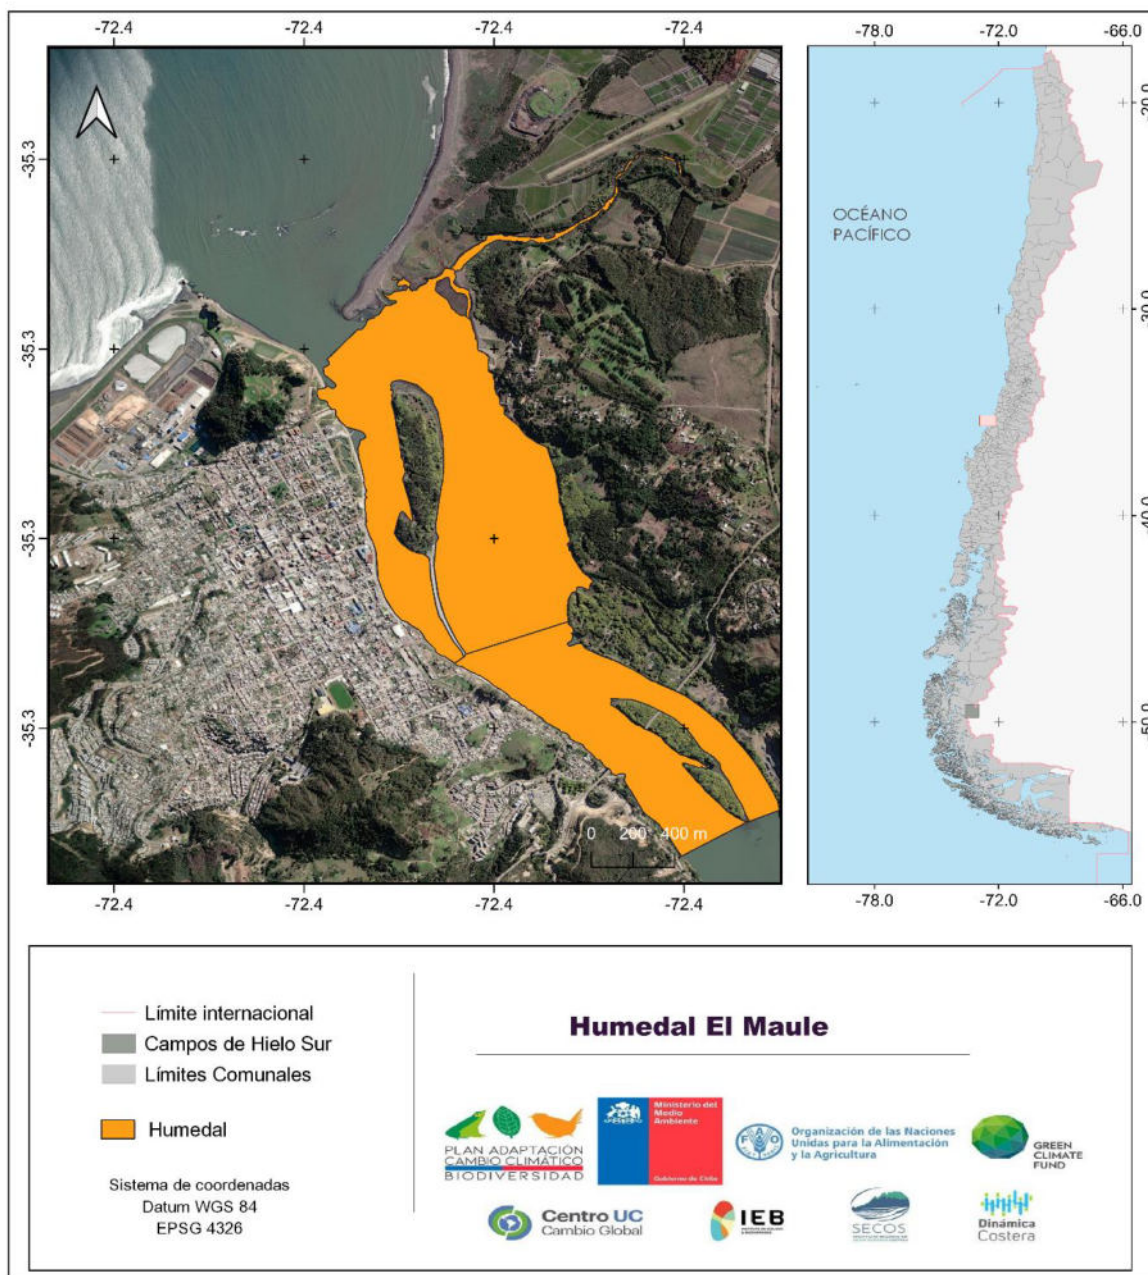 -72.4 -72.4 -72.4 -72.4
-78.0 -72.0 -66.0
-35.3
-35.3
-35.3
-35.3
OCÉANO
PACÍFICO
-30.0
-40.0
-50.0
0 200 400 m
-72.4 -72.4 -72.4 -72.4
-78.0 -72.0 -66.0
Límite internacional
Campos de Hielo Sur
Límites Comunales
Humedal
Sistema de coordenadas
Datum WGS 84
EPSG 4326
Humedal El Maule
PLAN ADAPTACIÓN
CAMBIO CLIMÁTICO
BIODIVERSIDAD
Ministerio del
Medio
Ambiente
Gobierno de Chile
FAO
Organización de las Naciones
Unidas para la Alimentación
y la Agricultura
GREEN
CLIMATE
FUND
Centro UC
Cambio Global
IEB
SECOS
Dinámica
Costera